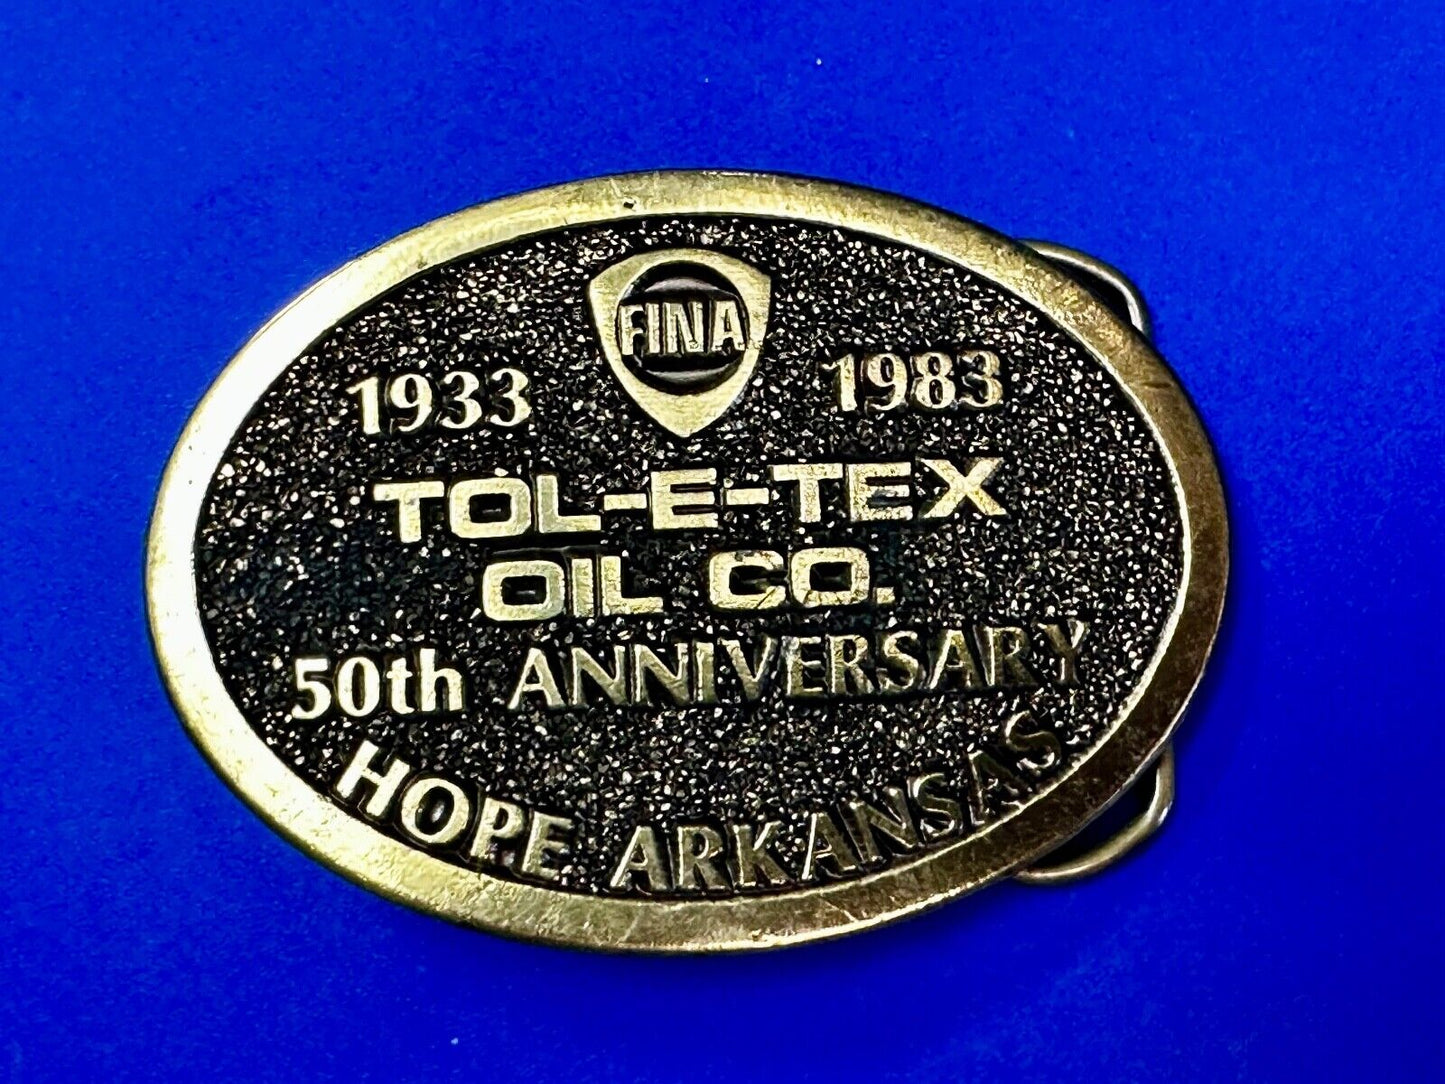 FINA
1933 1983
TOL-E-TEX
OIL CO.
50th ANNIVERSARY
HOPE ARKANSAS